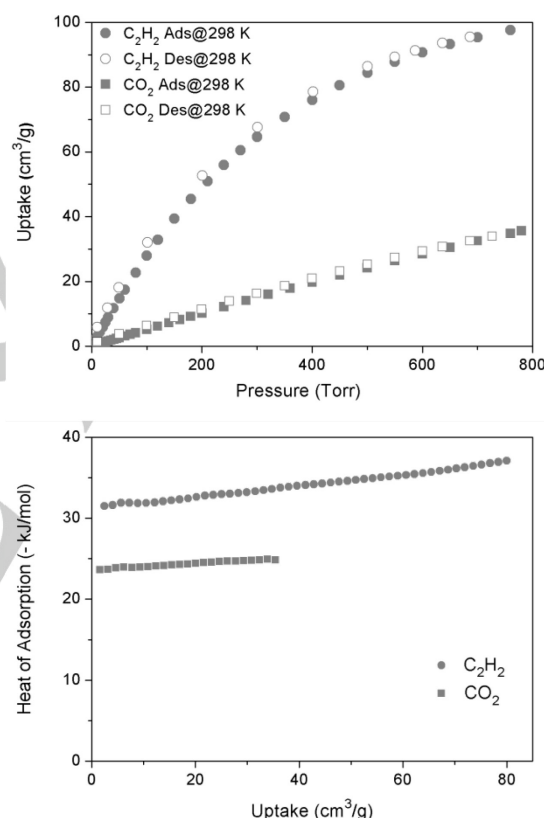 100
80
60
40
20
0
Uptake (cm³/g)
C₂H₂ Ads@298 K
C₂H₂ Des@298 K
CO₂ Ads@298 K
CO₂ Des@298 K
0 200 400 600 800
Pressure (Torr)
40
30
20
10
0
Heat of Adsorption (- kJ/mol)
C₂H₂
CO₂
0 20 40 60 80
Uptake (cm³/g)